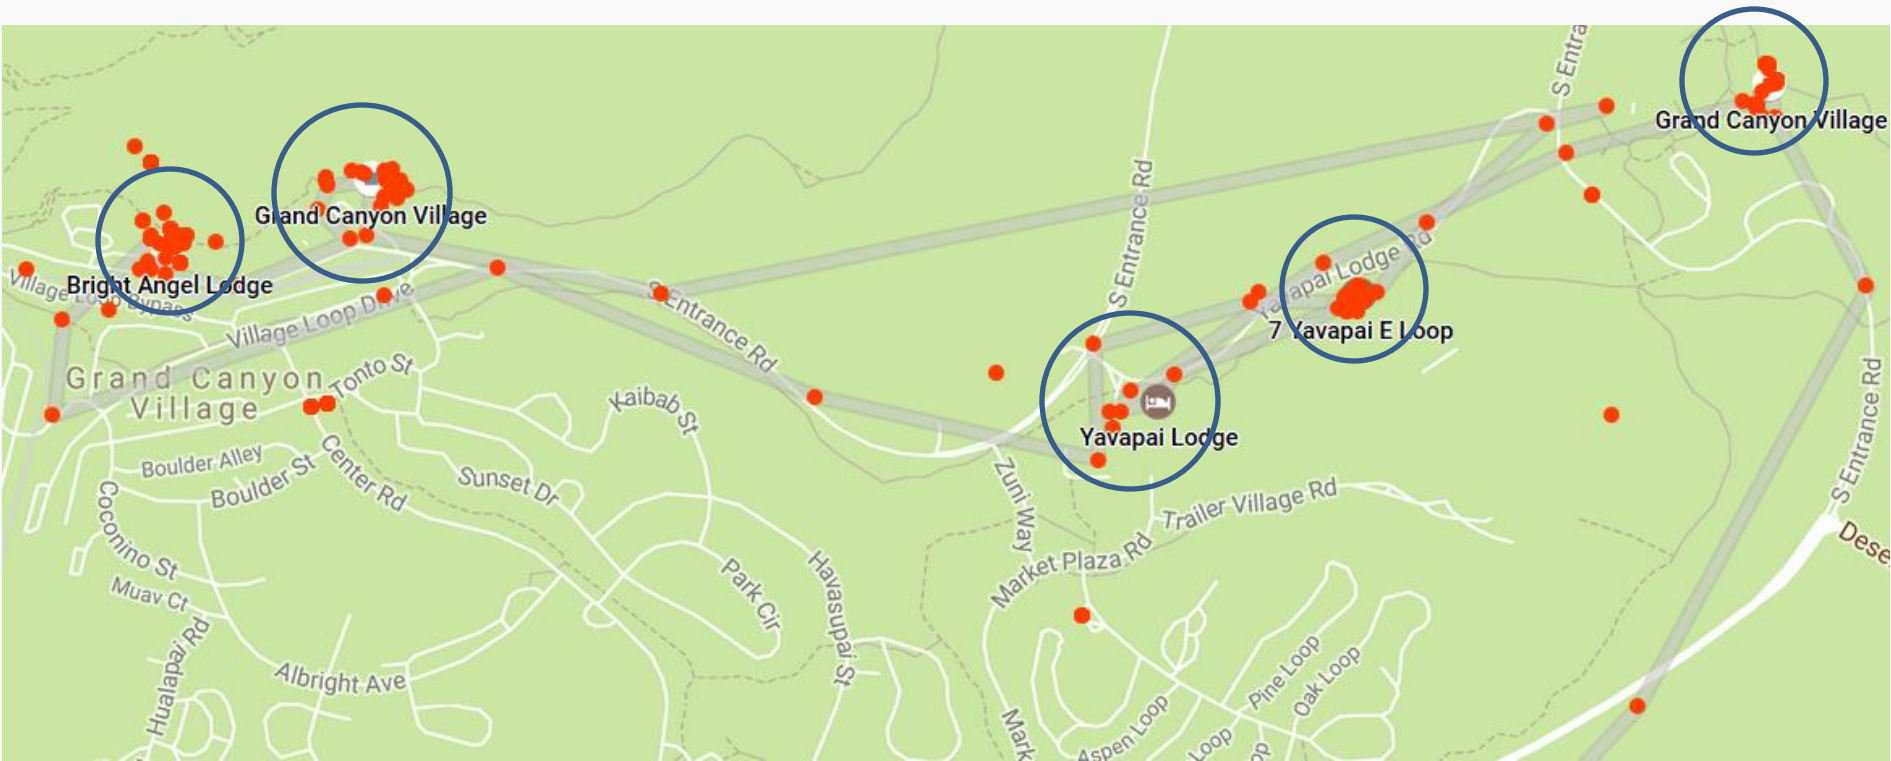 S Entra
Grand Canyon Village
Grand Canyon Village
S Entrance Rd
Yavapai Lodge Rd
Bright Angel Lodge
Village Loop Bypass
Village Loop Drive
S Entrance Rd
7 Yavapai E Loop
Grand Canyon
Village
Tonto St
Kaibab St
S Entrance Rd
Yavapai Lodge
Boulder Alley
Boulder St
Center Rd
Sunset Dr
Zuni Way
Trailer Village Rd
Coconino St
Market Plaza Rd
Dese
Muav Ct
Park Cir
Havasupai St
Hualapai Rd
Albright Ave
Pine Loop
Oak Loop
Mark
Aspen Loop
Loop
op